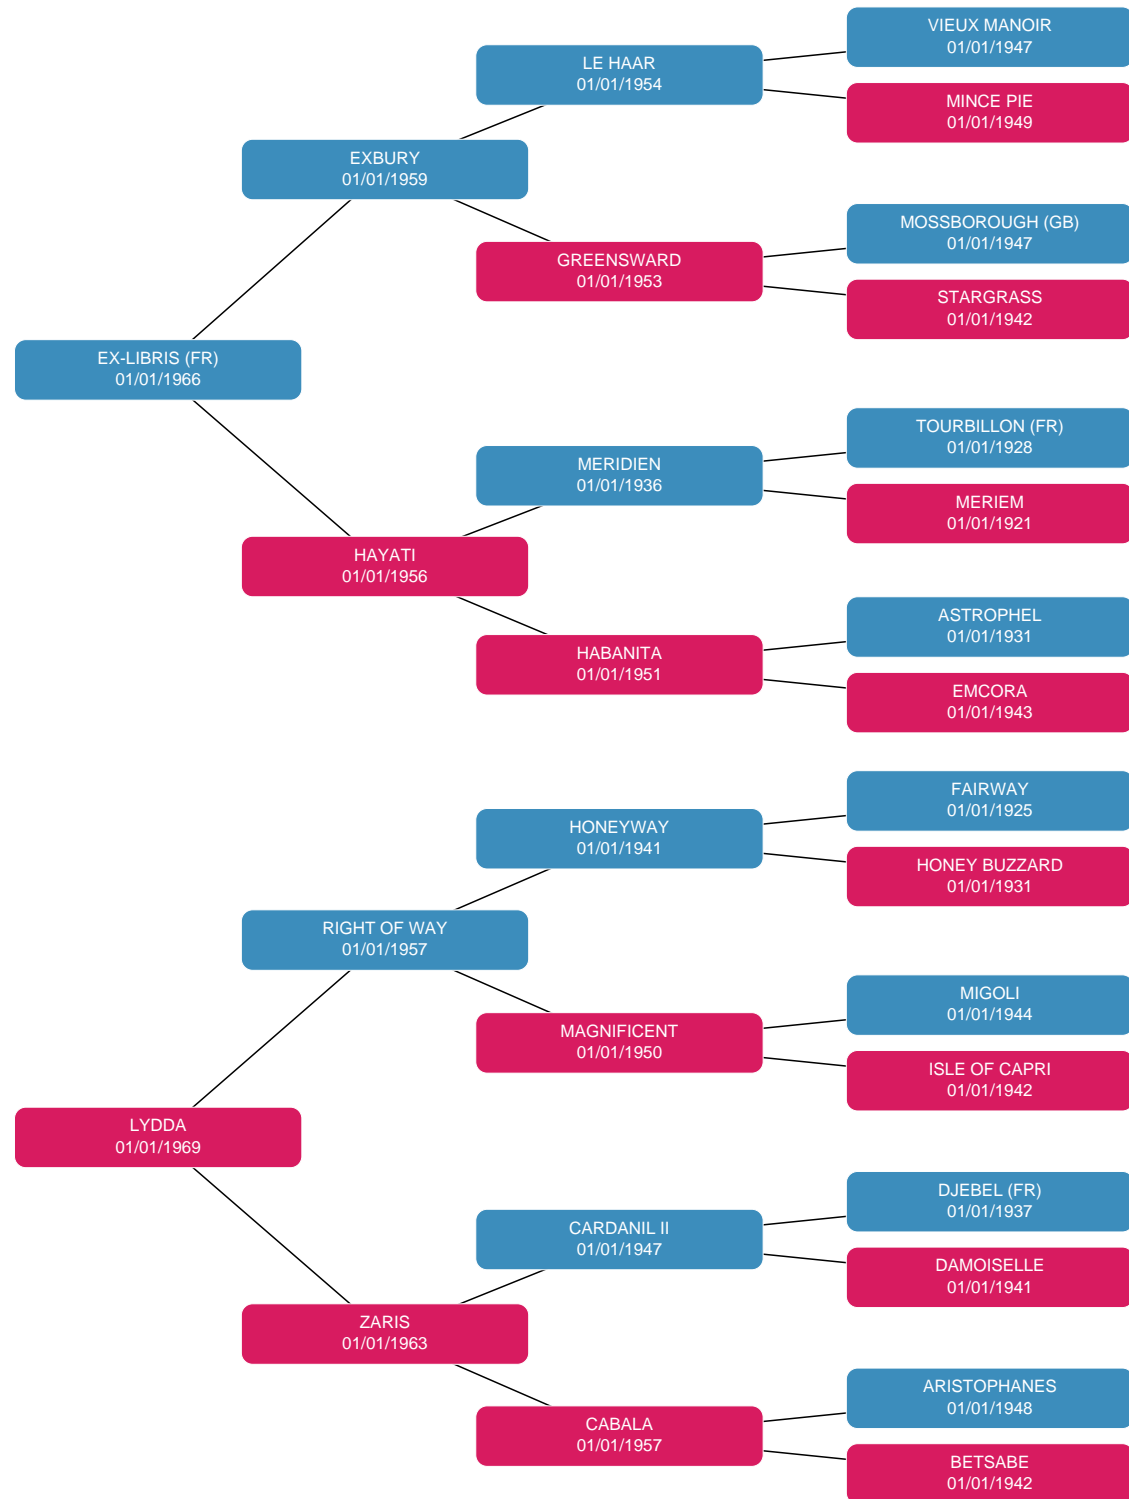 VIEUX MANOIR
01/01/1947
LE HAAR
01/01/1954
MINCE PIE
01/01/1949
EXBURY
01/01/1959
MOSSBOROUGH (GB)
01/01/1947
GREENSWARD
01/01/1953
STARGRASS
01/01/1942
EX-LIBRIS (FR)
01/01/1966
TOURBILLON (FR)
01/01/1928
MERIDIEN
01/01/1936
MERIEM
01/01/1921
HAYATI
01/01/1956
ASTROPHEL
01/01/1931
HABANITA
01/01/1951
EMCORA
01/01/1943
FAIRWAY
01/01/1925
HONEYWAY
01/01/1941
HONEY BUZZARD
01/01/1931
RIGHT OF WAY
01/01/1957
MIGOLI
01/01/1944
MAGNIFICENT
01/01/1950
ISLE OF CAPRI
01/01/1942
LYDDA
01/01/1969
DJEBEL (FR)
01/01/1937
CARDANIL II
01/01/1947
DAMOISELLE
01/01/1941
ZARIS
01/01/1963
ARISTOPHANES
01/01/1948
CABALA
01/01/1957
BETSABE
01/01/1942